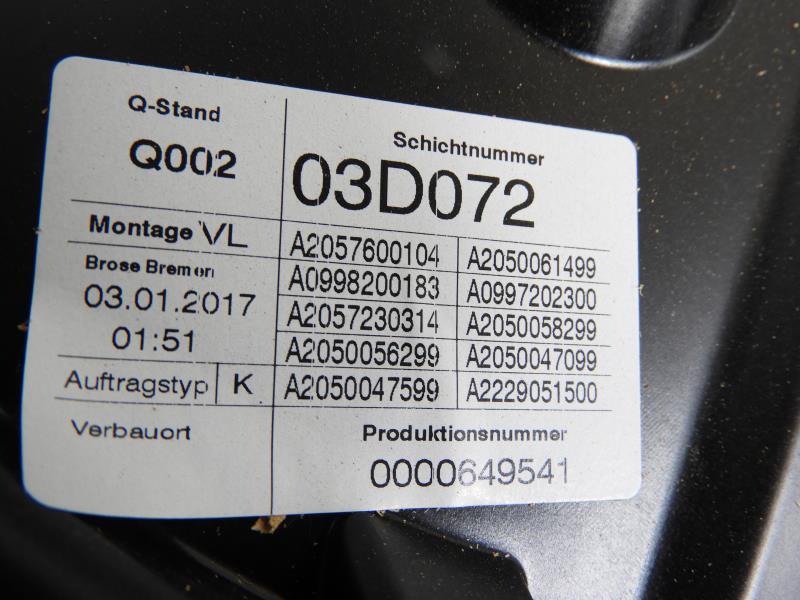 Q-Stand
Q002
Schichtnummer
03D072
Montage VL
Brose Bremen
03.01.2017
01:51
Auftragstyp K
Verbauort
A2057600104 A2050061499
A0998200183 A0997202300
A2057230314 A2050058299
A2050056299 A2050047099
A2050047599 A2229051500
Produktionsnummer
0000649541